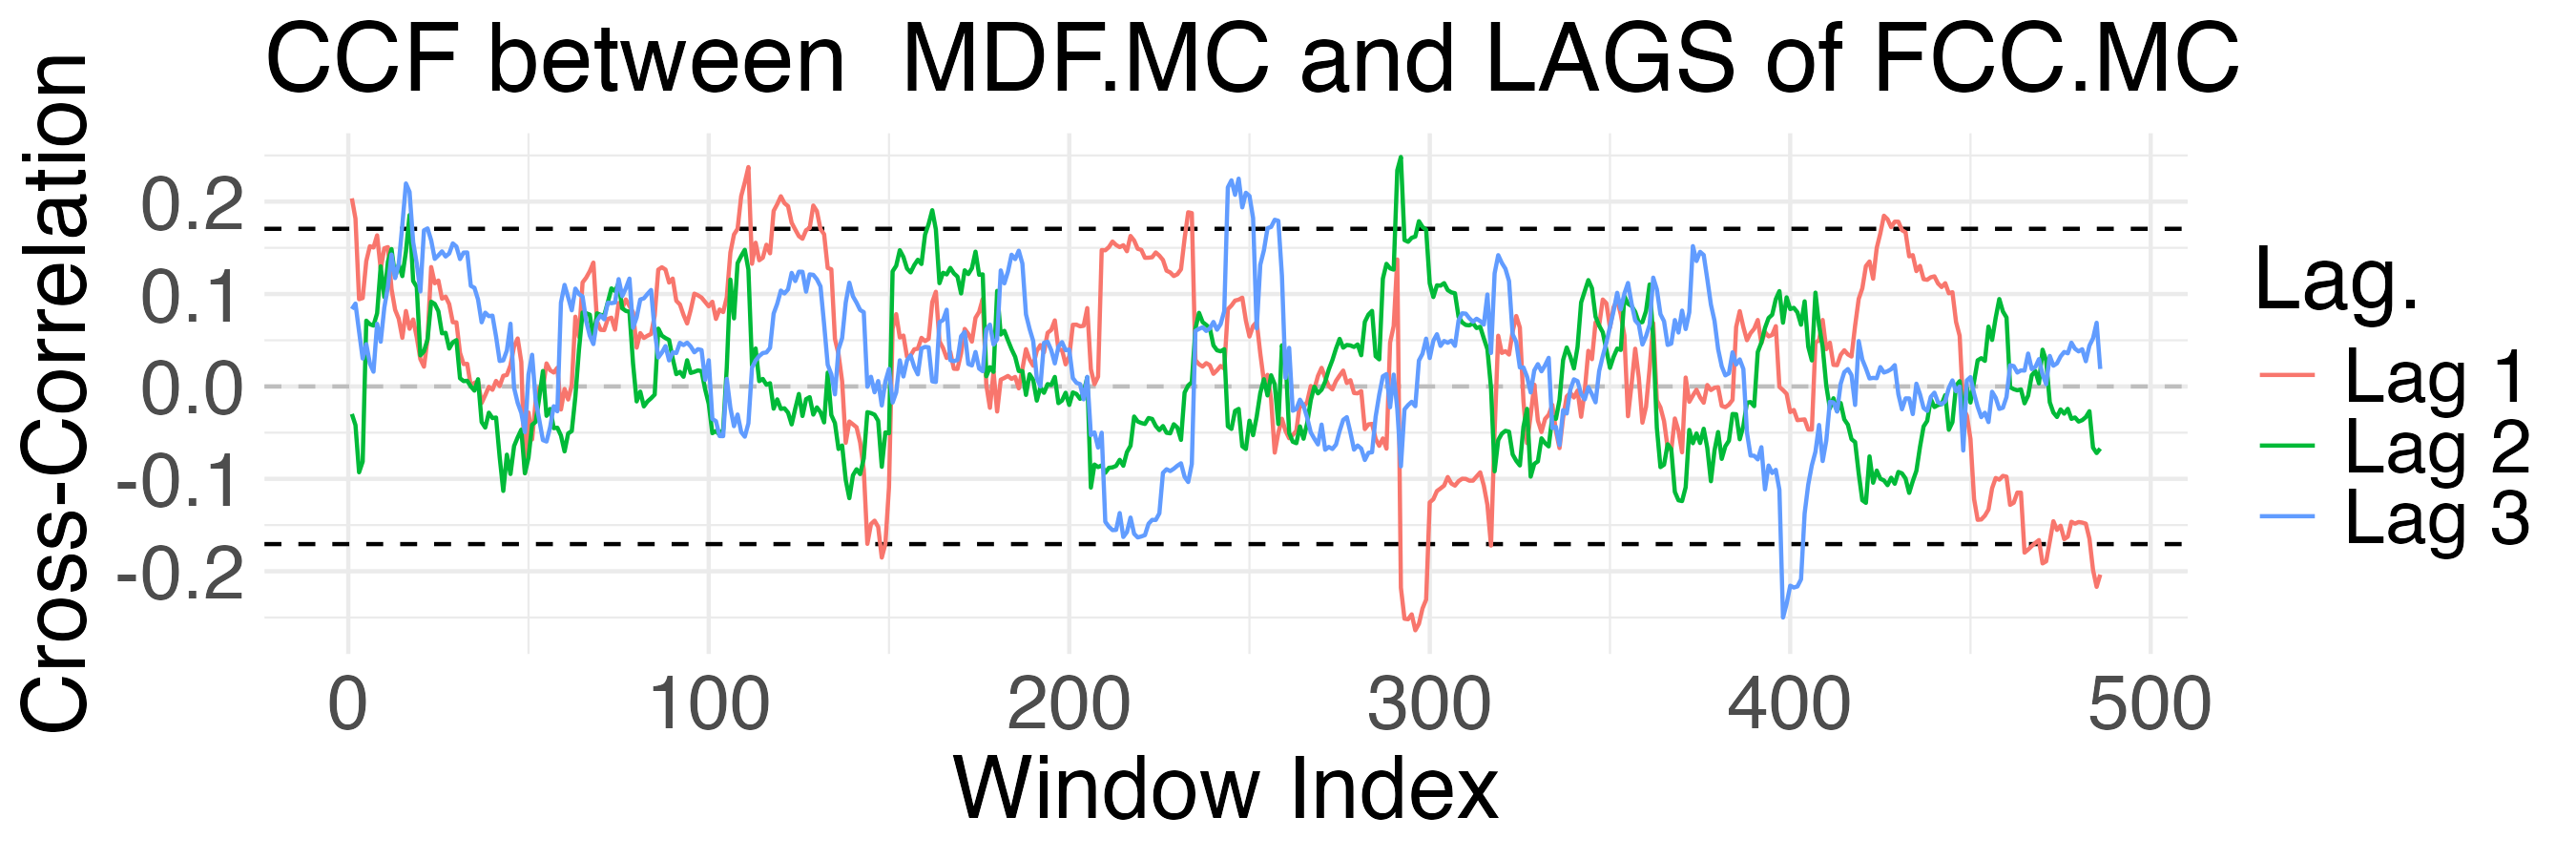 CCF between  MDF.MC and LAGS of FCC.MC
Cross-Correlation
0.2
0.1
0.0
-0.1
-0.2
0 100 200 300 400 500
Window Index
Lag.
Lag 1
Lag 2
Lag 3